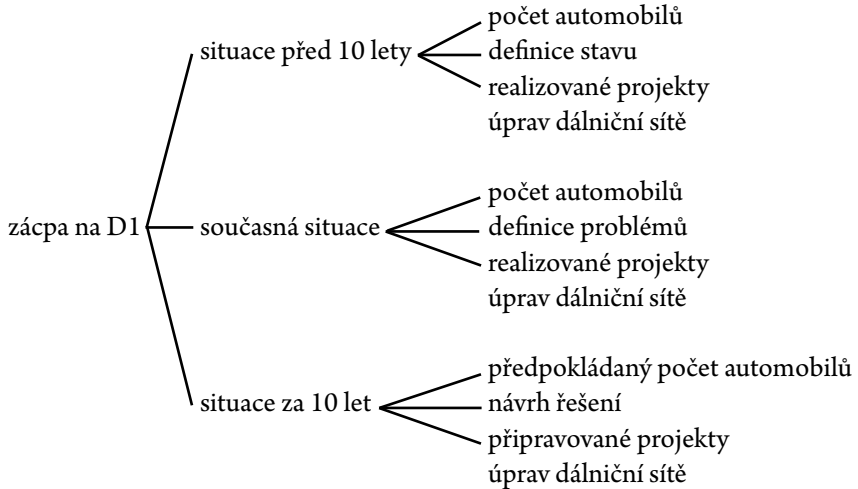 počet automobilů
situace před 10 lety
definice stavu
realizované projekty
úprav dálniční sítě
počet automobilů
zácpa na D1
současná situace
definice problémů
realizované projekty
úprav dálniční sítě
předpokládaný počet automobilů
situace za 10 let
návrh řešení
připravované projekty
úprav dálniční sítě